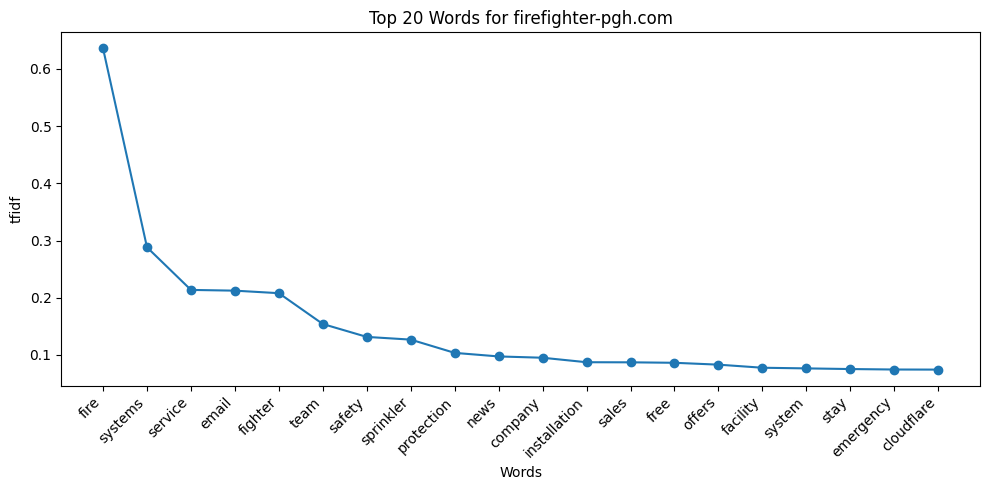 Top 20 Words for firefighter-pgh.com
tfidf
0.6
0.5
0.4
0.3
0.2
0.1
fire
systems
service
email
fighter
team
safety
sprinkler
protection
news
company
installation
sales
free
offers
facility
system
stay
emergency
cloudflare
Words